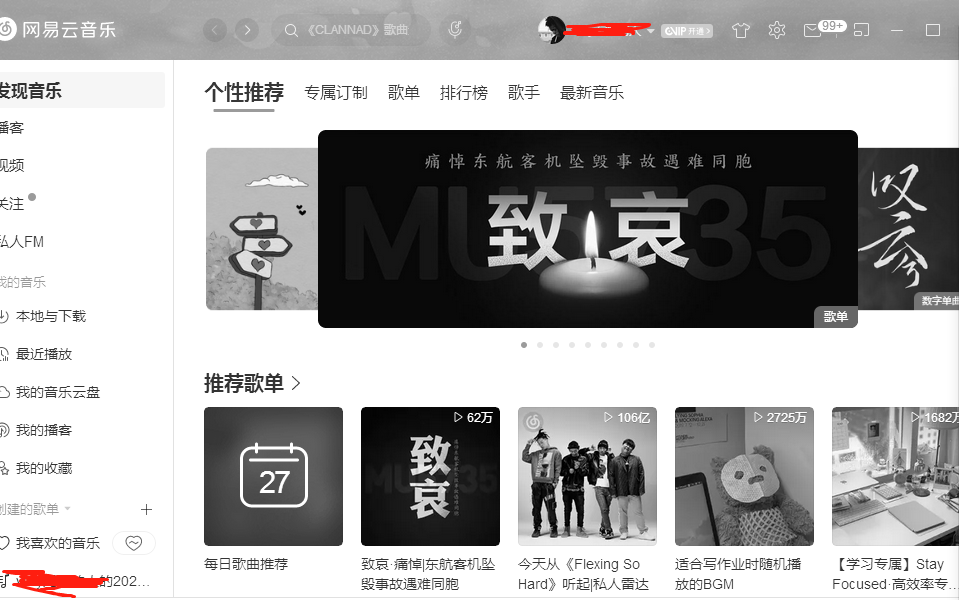 网易云音乐
《CLANNAD》歌曲
VIP 开通
99+
发现音乐
播客
视频
关注
私人FM
我的音乐
本地与下载
最近播放
我的音乐云盘
我的播客
我的收藏
创建的歌单
我喜欢的音乐
的202...
个性推荐 专属订制 歌单 排行榜 歌手 最新音乐
痛悼东航客机坠毁事故遇难同胞
MU5735
致哀
歌单
叹云兮
数字单曲
推荐歌单
27
62万
致哀
106亿
2725万
1682万
每日歌曲推荐
致哀·痛悼|东航客机坠
毁事故遇难同胞
今天从《Flexing So
Hard》听起|私人雷达
适合写作业时随机播
放的BGM
【学习专属】Stay
Focused·高效率专...